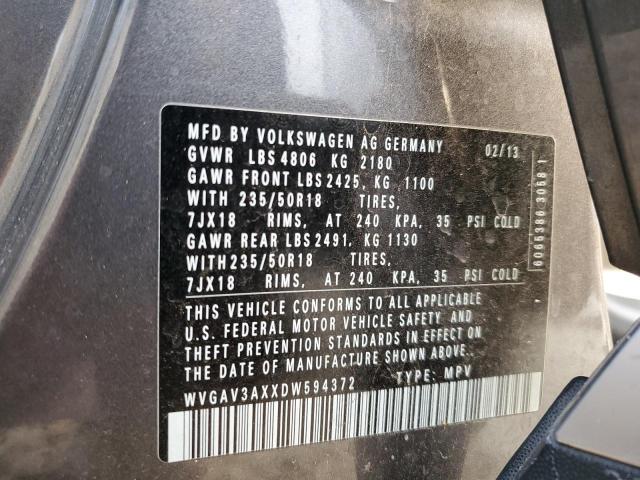 MFD BY VOLKSWAGEN AG GERMANY 02/13
GVWR LBS 4806 KG 2180
GAWR FRONT LBS 2425, KG 1100
WITH 235/50R18 TIRES,
7JX18 RIMS, AT 240 KPA, 35 PSI COLD
GAWR REAR LBS 2491, KG 1130
WITH 235/50R18 TIRES,
7JX18 RIMS, AT 240 KPA, 35 PSI COLD
THIS VEHICLE CONFORMS TO ALL APPLICABLE
U.S. FEDERAL MOTOR VEHICLE SAFETY AND
THEFT PREVENTION STANDARDS IN EFFECT ON
THE DATE OF MANUFACTURE SHOWN ABOVE.
WVGAV3AXXDW594372 TYPE: MPV